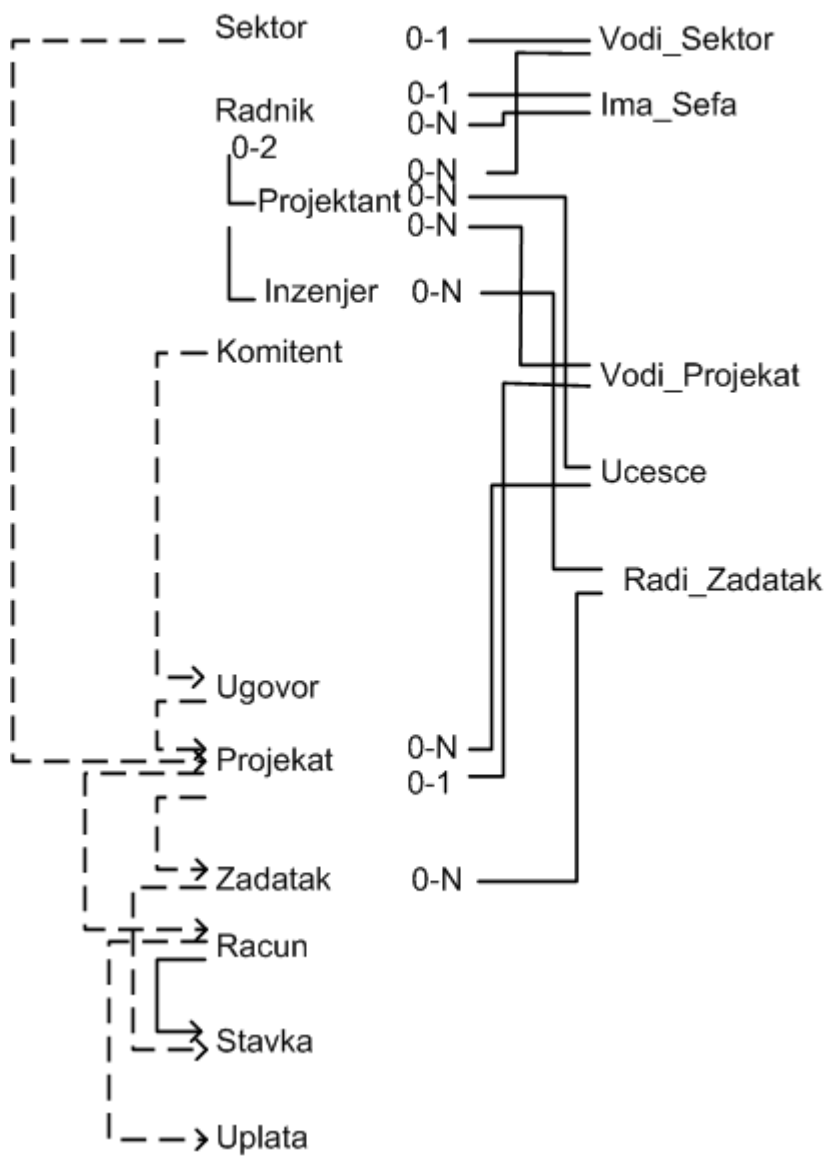 Sektor 0-1 Vodi_Sektor
Radnik 0-1 Ima_Sefa
0-N
0-2
0-N
Projektant 0-N
0-N
Inzenjer 0-N
Komitent
Vodi_Projekat
Ucesce
Radi_Zadatak
Ugovor
Projekat 0-N
0-1
Zadatak 0-N
Racun
Stavka
Uplata